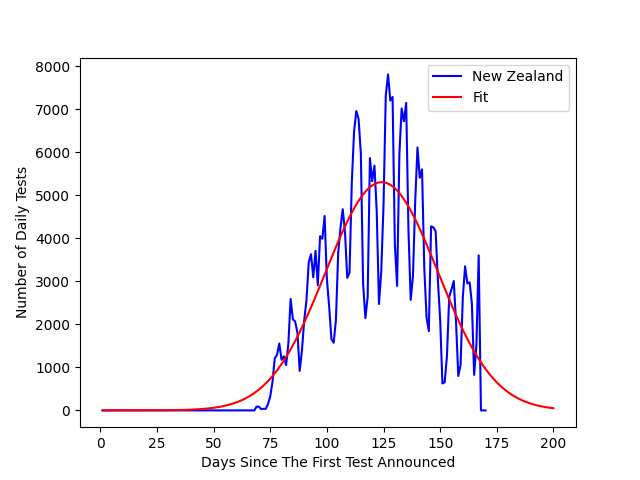 8000
7000
6000
5000
4000
3000
2000
1000
0
Number of Daily Tests
New Zealand
Fit
0 25 50 75 100 125 150 175 200
Days Since The First Test Announced